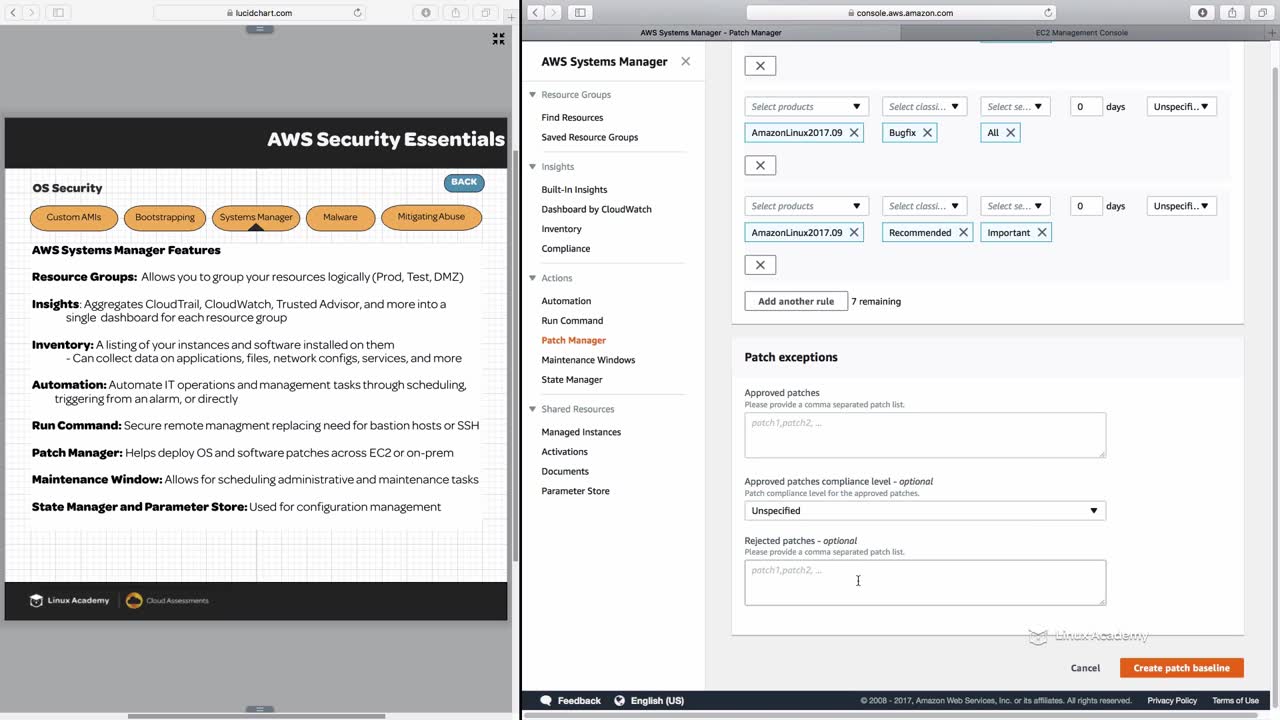 lucidchart.com
AWS Security Essentials
OS Security
BACK
Custom AMIs
Bootstrapping
Systems Manager
Malware
Mitigating Abuse
AWS Systems Manager Features
Resource Groups: Allows you to group your resources logically (Prod, Test, DMZ)
Insights: Aggregates CloudTrail, CloudWatch, Trusted Advisor, and more into a
single dashboard for each resource group
Inventory: A listing of your instances and software installed on them
- Can collect data on applications, files, network configs, services, and more
Automation: Automate IT operations and management tasks through scheduling,
triggering from an alarm, or directly
Run Command: Secure remote managment replacing need for bastion hosts or SSH
Patch Manager: Helps deploy OS and software patches across EC2 or on-prem
Maintenance Window: Allows for scheduling administrative and maintenance tasks
State Manager and Parameter Store: Used for configuration management
Linux Academy
Cloud Assessments
console.aws.amazon.com
AWS Systems Manager - Patch Manager
EC2 Management Console
AWS Systems Manager
Resource Groups
Find Resources
Saved Resource Groups
Insights
Built-In Insights
Dashboard by CloudWatch
Inventory
Compliance
Actions
Automation
Run Command
Patch Manager
Maintenance Windows
State Manager
Shared Resources
Managed Instances
Activations
Documents
Parameter Store
Select products Select classi... Select se... 0 days Unspecifi..
AmazonLinux2017.09 Bugfix All
Select products Select classi... Select se... 0 days Unspecifi..
AmazonLinux2017.09 Recommended Important
Add another rule 7 remaining
Patch exceptions
Approved patches
Please provide a comma separated patch list.
patch1,patch2, ...
Approved patches compliance level - optional
Patch compliance level for the approved patches.
Unspecified
Rejected patches - optional
Please provide a comma separated patch list.
patch1,patch2, ...
Linux Academy
Cancel
Create patch baseline
Feedback
English (US)
© 2008 - 2017, Amazon Web Services, Inc. or its affiliates. All rights reserved.
Privacy Policy
Terms of Use